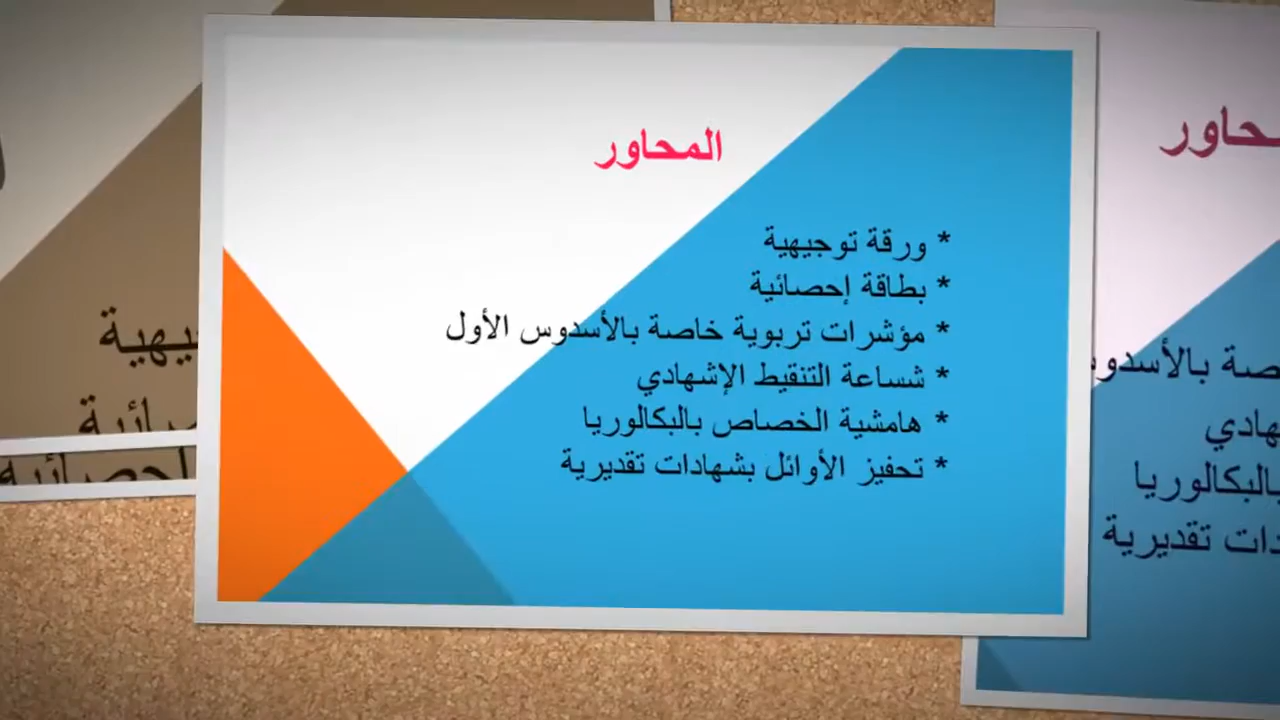 المحاور
* ورقة توجيهية
* بطاقة إحصائية
* مؤشرات تربوية خاصة بالأسدوس الأول
* شساعة التنقيط الإشهادي
* هامشية الخصاص بالبكالوريا
* تحفيز الأوائل بشهادات تقديرية